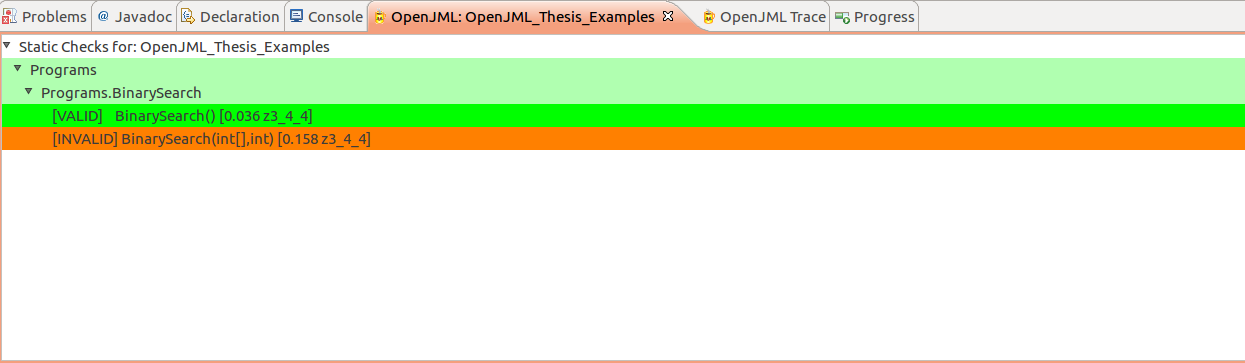 Problems @ Javadoc Declaration Console OpenJML: OpenJML_Thesis_Examples OpenJML Trace Progress
Static Checks for: OpenJML_Thesis_Examples
Programs
Programs.BinarySearch
[VALID] BinarySearch() [0.036 z3_4_4]
[INVALID] BinarySearch(int[],int) [0.158 z3_4_4]